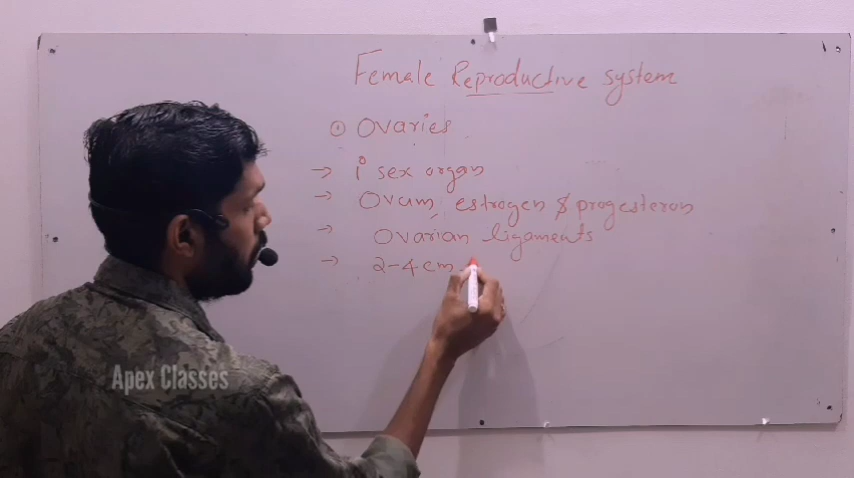 Female Reproductive system
① Ovaries
→ 1° sex organ
→ Ovum, estrogen & progesteron
→ Ovarian ligaments
→ 2-4 cm
Apex Classes